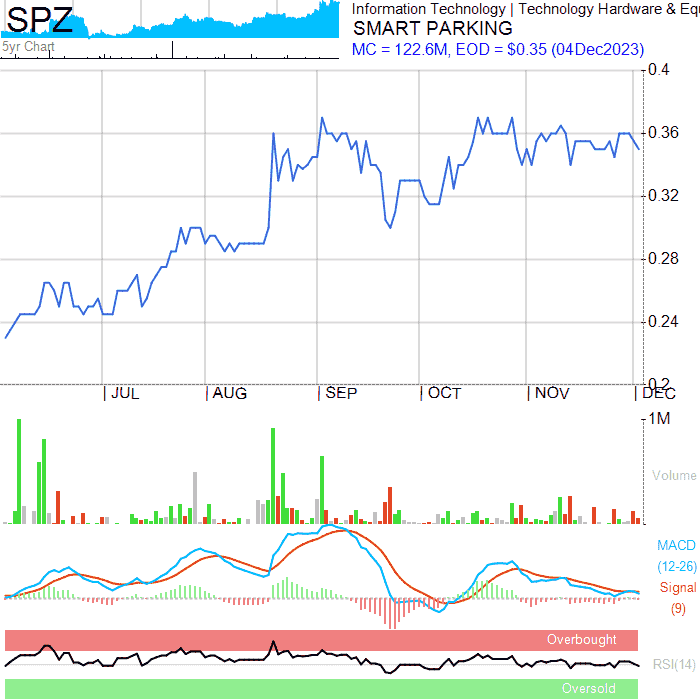 SPZ
5yr Chart
Information Technology | Technology Hardware & Equ
SMART PARKING
MC = 122.6M, EOD = $0.35 (04Dec2023)
0.4
0.36
0.32
0.28
0.24
0.2
JUL AUG SEP OCT NOV DEC
1M
Volume
MACD
(12-26)
Signal
(9)
Overbought
RSI(14)
Oversold